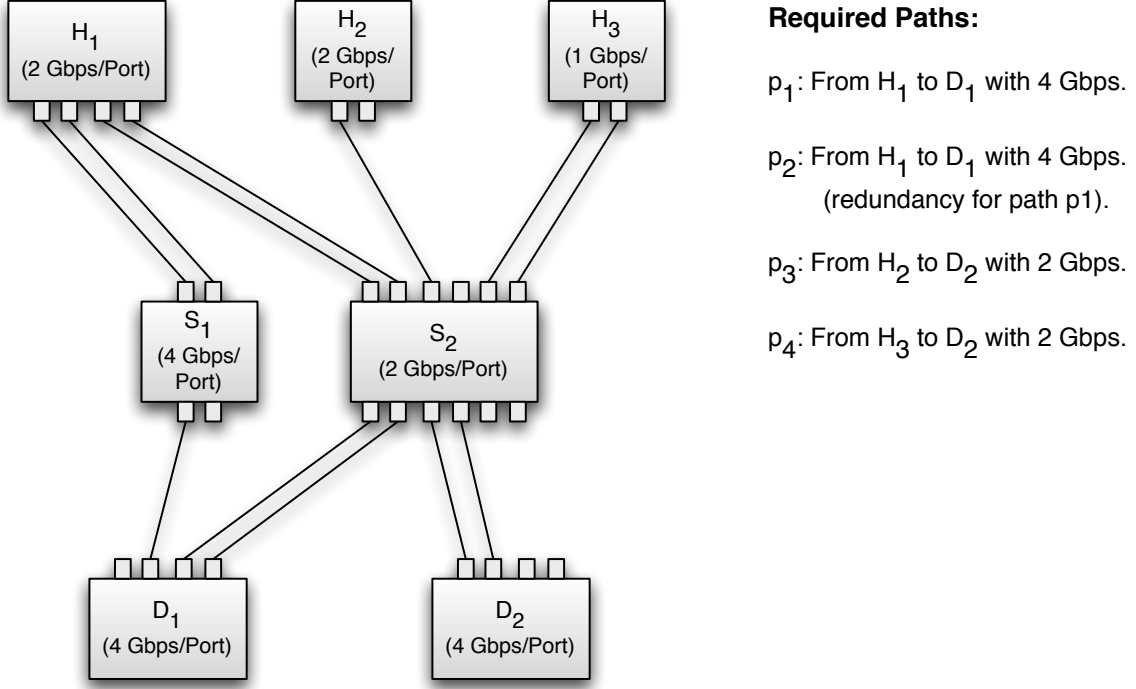 H1
(2 Gbps/Port)
H2
(2 Gbps/
Port)
H3
(1 Gbps/
Port)
Required Paths:
p1: From H1 to D1 with 4 Gbps.
p2: From H1 to D1 with 4 Gbps.
(redundancy for path p1).
p3: From H2 to D2 with 2 Gbps.
p4: From H3 to D2 with 2 Gbps.
S1
(4 Gbps/
Port)
S2
(2 Gbps/Port)
D1
(4 Gbps/Port)
D2
(4 Gbps/Port)